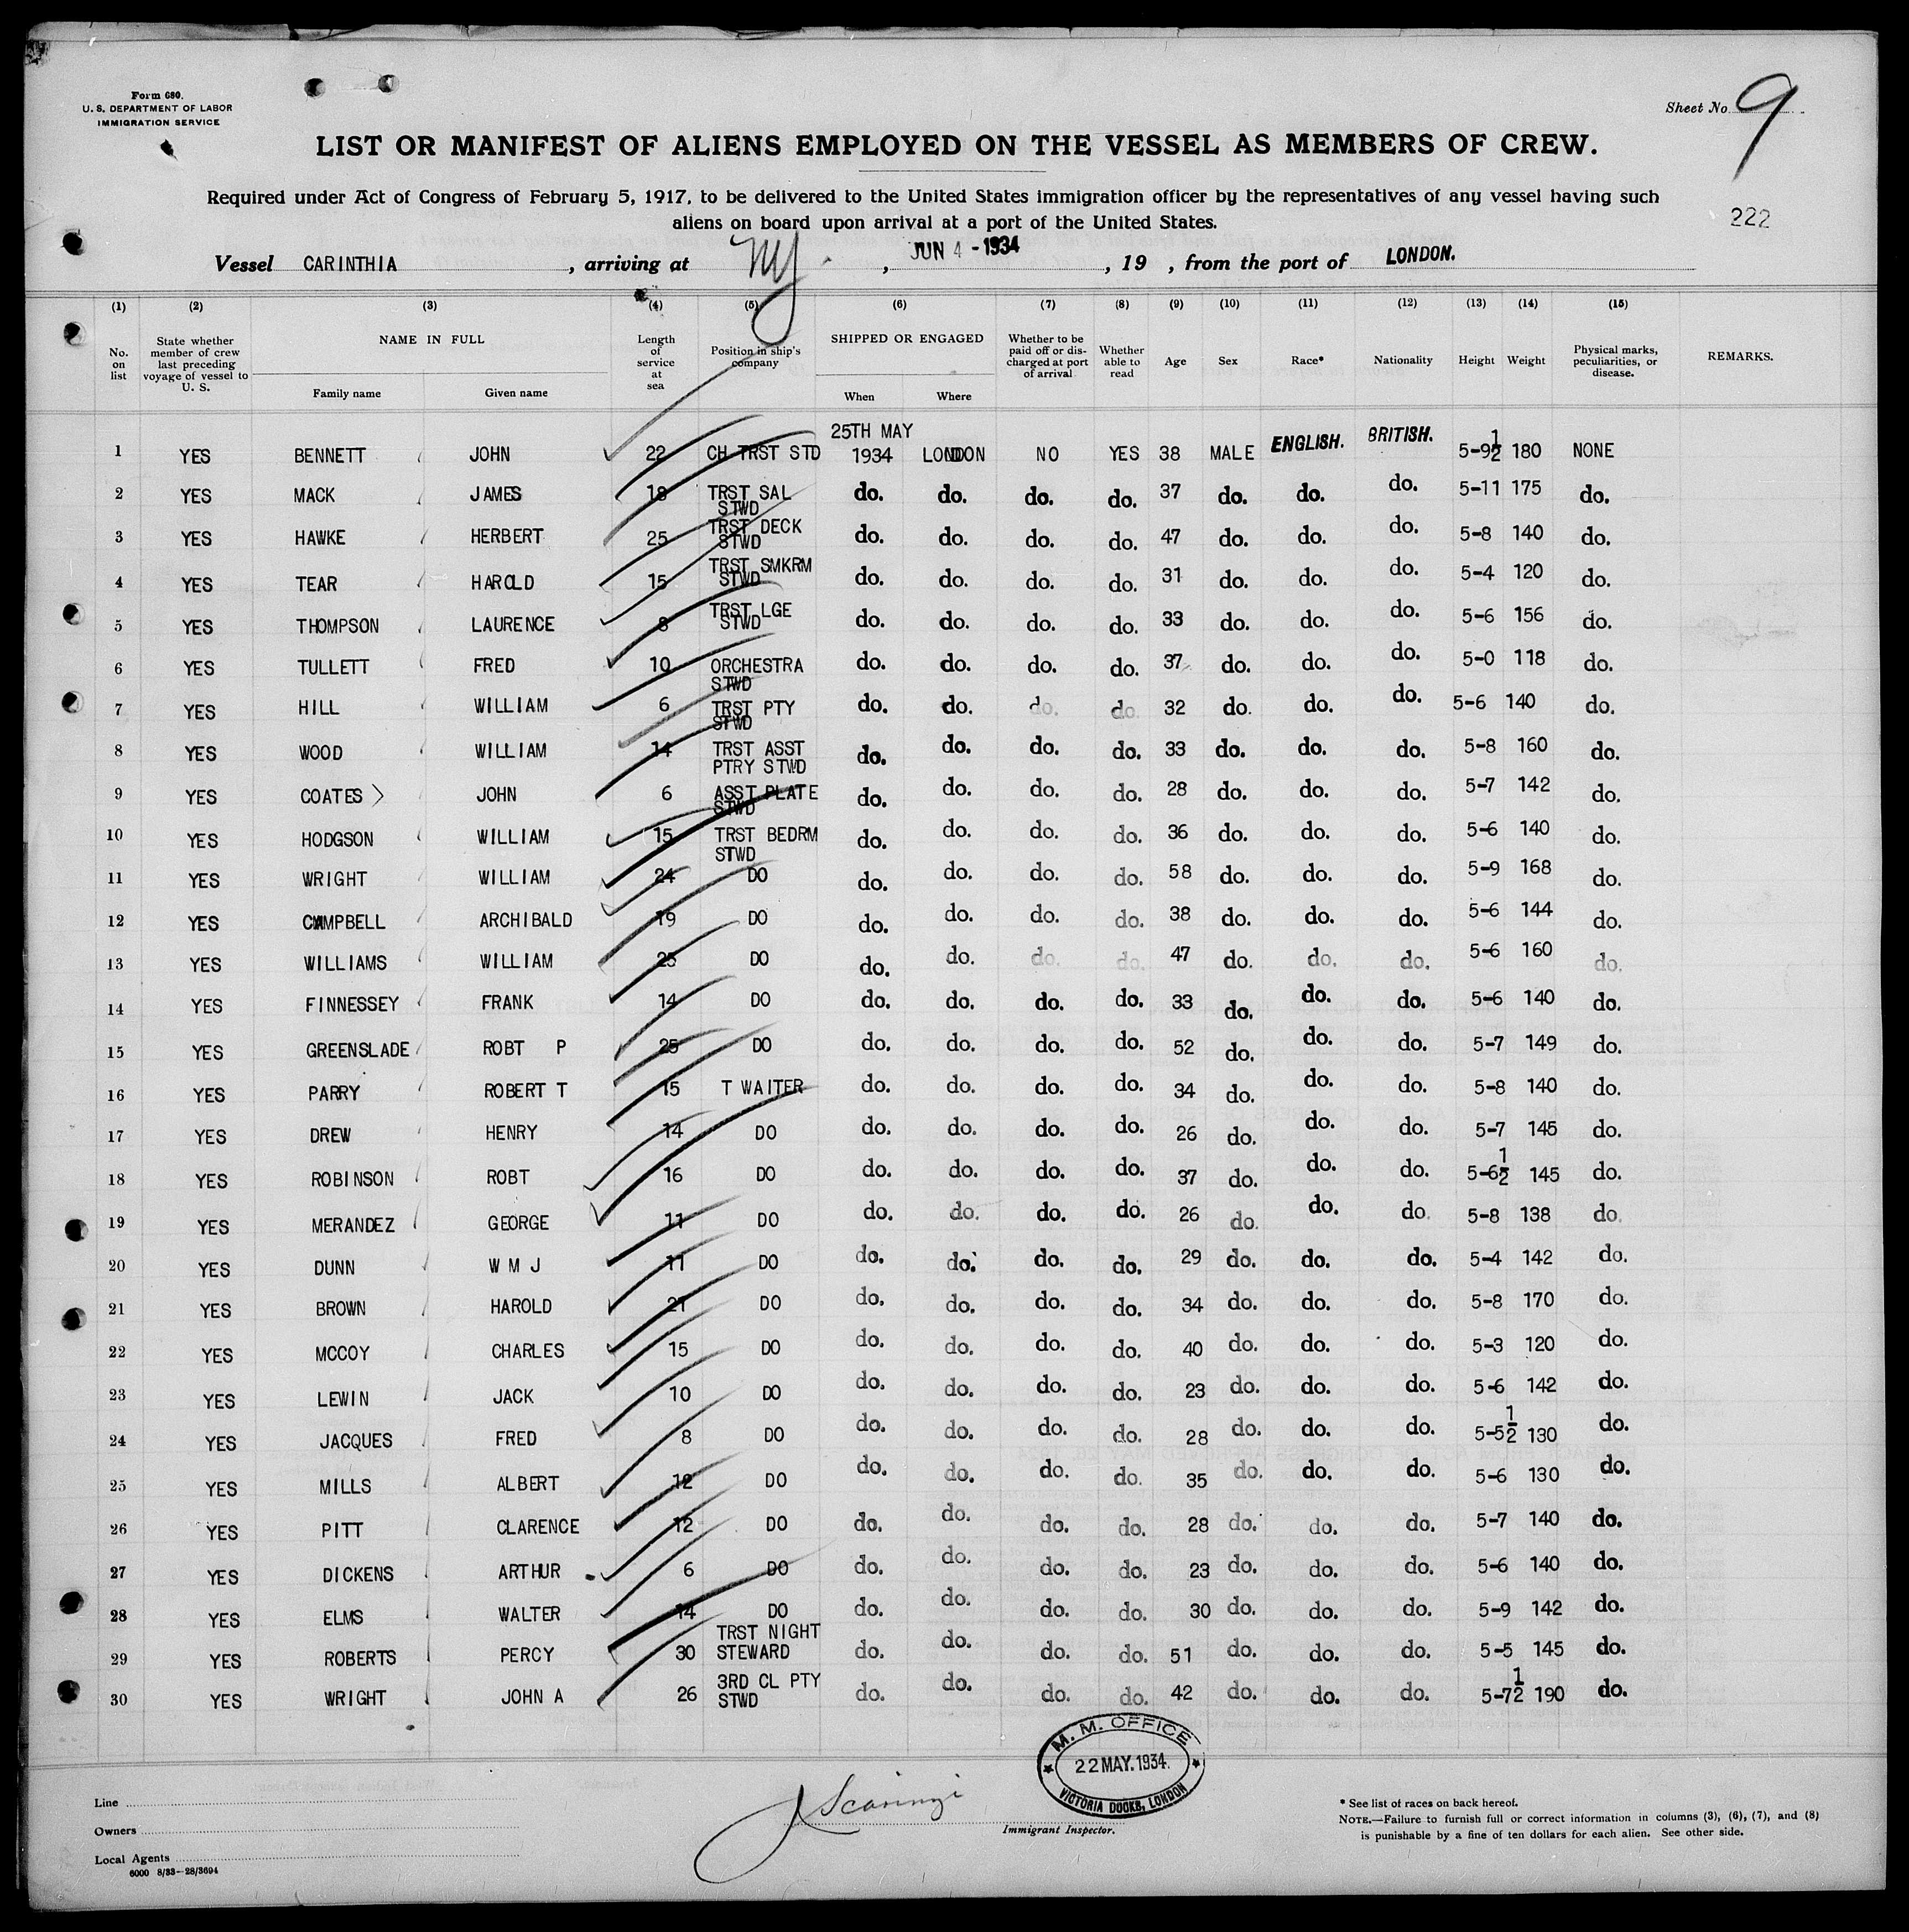 Form 680.
U. S. DEPARTMENT OF LABOR
IMMIGRATION SERVICE
Sheet No. 9
LIST OR MANIFEST OF ALIENS EMPLOYED ON THE VESSEL AS MEMBERS OF CREW.
Required under Act of Congress of February 5, 1917, to be delivered to the United States immigration officer by the representatives of any vessel having such
aliens on board upon arrival at a port of the United States.
222
Vessel CARINTHIA, arriving at NY., JUN 4 - 1934, 19 , from the port of LONDON.
(1) (2) (3) (4) (5) (6) (7) (8) (9) (10) (11) (12) (13) (14) (15)
No. on list State whether member of crew last preceding voyage of vessel to U. S. NAME IN FULL Family name Given name Length of service at sea Position in ship's company SHIPPED OR ENGAGED When Where Whether to be paid off or discharged at port of arrival Whether able to read Age Sex Race* Nationality Height Weight Physical marks, peculiarities, or disease. REMARKS.
1 YES BENNETT JOHN 22 CH TRST STD 25TH MAY 1934 LONDON NO YES 38 MALE ENGLISH. BRITISH. 5-9½ 180 NONE
2 YES MACK JAMES 18 TRST SAL STWD do. do. do. do. 37 do. do. do. 5-11 175 do.
3 YES HAWKE HERBERT 25 TRST DECK STWD do. do. do. do. 47 do. do. do. 5-8 140 do.
4 YES TEAR HAROLD 15 TRST SMKRM STWD do. do. do. do. 31 do. do. do. 5-4 120 do.
5 YES THOMPSON LAURENCE 8 TRST LGE STWD do. do. do. do. 33 do. do. do. 5-6 156 do.
6 YES TULLETT FRED 10 ORCHESTRA STWD do. do. do. do. 37 do. do. do. 5-0 118 do.
7 YES HILL WILLIAM 6 TRST PTY STWD do. do. do. do. 32 do. do. do. 5-6 140 do.
8 YES WOOD WILLIAM 14 TRST ASST PTRY STWD do. do. do. do. 33 do. do. do. 5-8 160 do.
9 YES COATES JOHN 6 ASST PLATE STWD do. do. do. do. 28 do. do. do. 5-7 142 do.
10 YES HODGSON WILLIAM 15 TRST BEDRM STWD do. do. do. do. 36 do. do. do. 5-6 140 do.
11 YES WRIGHT WILLIAM 24 DO do. do. do. do. 58 do. do. do. 5-9 168 do.
12 YES CAMPBELL ARCHIBALD 19 DO do. do. do. do. 38 do. do. do. 5-6 144 do.
13 YES WILLIAMS WILLIAM 25 DO do. do. do. do. 47 do. do. do. 5-6 160 do.
14 YES FINNESSEY FRANK 14 DO do. do. do. do. 33 do. do. do. 5-6 140 do.
15 YES GREENSLADE ROBT P 25 DO do. do. do. do. 52 do. do. do. 5-7 149 do.
16 YES PARRY ROBERT T 15 T WAITER do. do. do. do. 34 do. do. do. 5-8 140 do.
17 YES DREW HENRY 14 DO do. do. do. do. 26 do. do. do. 5-7 145 do.
18 YES ROBINSON ROBT 16 DO do. do. do. do. 37 do. do. do. 5-6½ 145 do.
19 YES MERANDEZ GEORGE 11 DO do. do. do. do. 26 do. do. do. 5-8 138 do.
20 YES DUNN W M J 11 DO do. do. do. do. 29 do. do. do. 5-4 142 do.
21 YES BROWN HAROLD 21 DO do. do. do. do. 34 do. do. do. 5-8 170 do.
22 YES MCCOY CHARLES 15 DO do. do. do. do. 40 do. do. do. 5-3 120 do.
23 YES LEWIN JACK 10 DO do. do. do. do. 23 do. do. do. 5-6 142 do.
24 YES JACQUES FRED 8 DO do. do. do. do. 28 do. do. do. 5-5½ 130 do.
25 YES MILLS ALBERT 12 DO do. do. do. do. 35 do. do. do. 5-6 130 do.
26 YES PITT CLARENCE 12 DO do. do. do. do. 28 do. do. do. 5-7 140 do.
27 YES DICKENS ARTHUR 6 DO do. do. do. do. 23 do. do. do. 5-6 140 do.
28 YES ELMS WALTER 14 DO do. do. do. do. 30 do. do. do. 5-9 142 do.
29 YES ROBERTS PERCY 30 TRST NIGHT STEWARD do. do. do. do. 51 do. do. do. 5-5 145 do.
30 YES WRIGHT JOHN A 26 3RD CL PTY STWD do. do. do. do. 42 do. do. do. 5-7½ 190 do.
M. M. OFFICE
22 MAY. 1934.
VICTORIA DOCKS, LONDON
Line
Owners
Local Agents
6000 8/33-28/3694
Immigrant Inspector.
* See list of races on back hereof.
NOTE.—Failure to furnish full or correct information in columns (3), (6), (7), and (8)
is punishable by a fine of ten dollars for each alien. See other side.